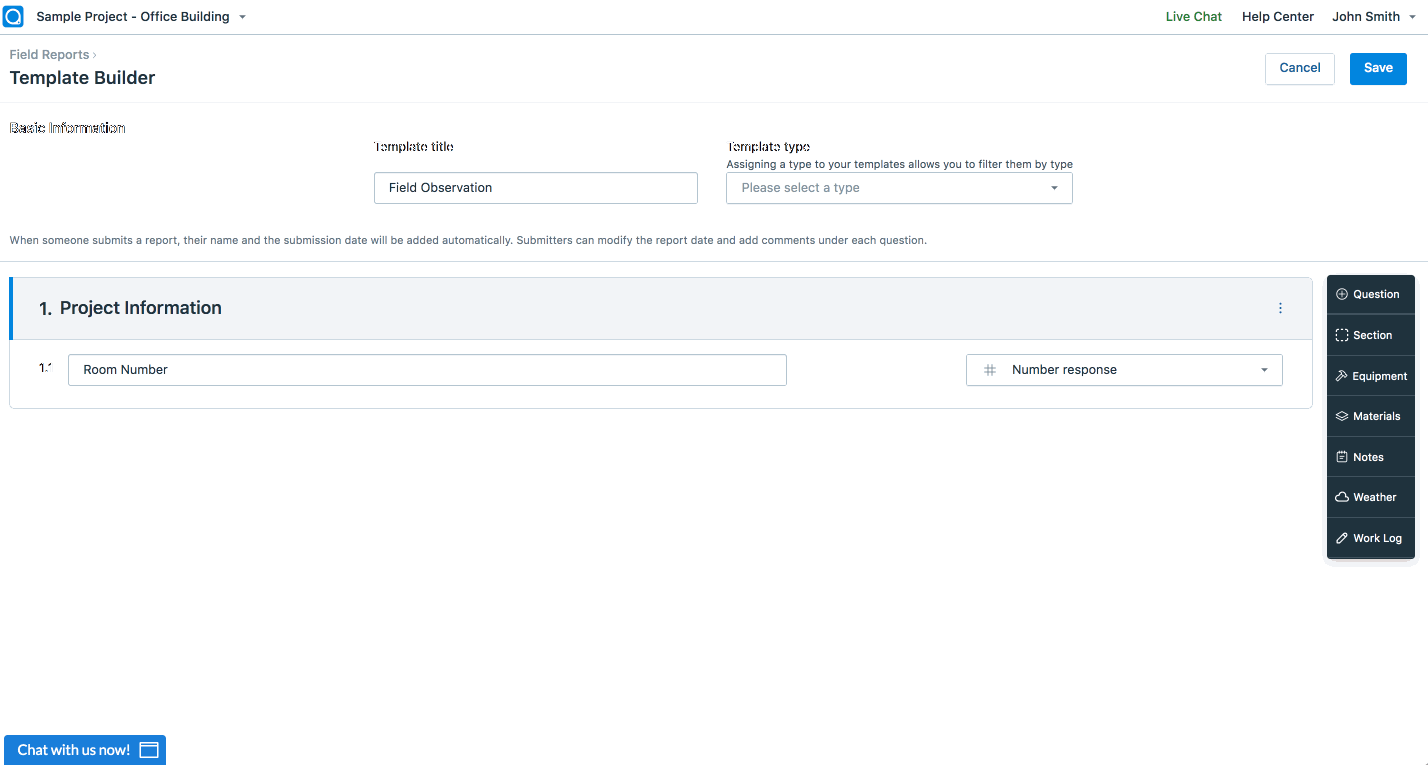 Sample Project - Office Building
Live Chat Help Center John Smith
Field Reports ›
Template Builder
Cancel Save
Basic Information
Template title
Field Observation
Template type
Assigning a type to your templates allows you to filter them by type
Please select a type
When someone submits a report, their name and the submission date will be added automatically. Submitters can modify the report date and add comments under each question.
1. Project Information
1.1 Room Number Number response
Question
Section
Equipment
Materials
Notes
Weather
Work Log
Chat with us now!